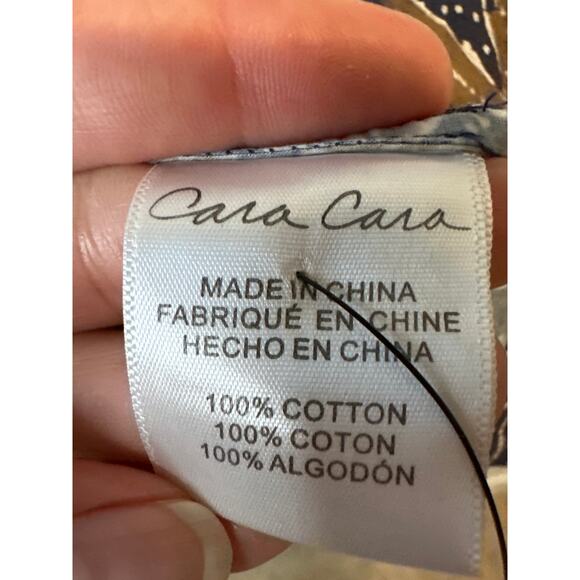 Cara Cara
MADE IN CHINA
FABRIQUÉ EN CHINE
HECHO EN CHINA
100% COTTON
100% COTON
100% ALGODÓN